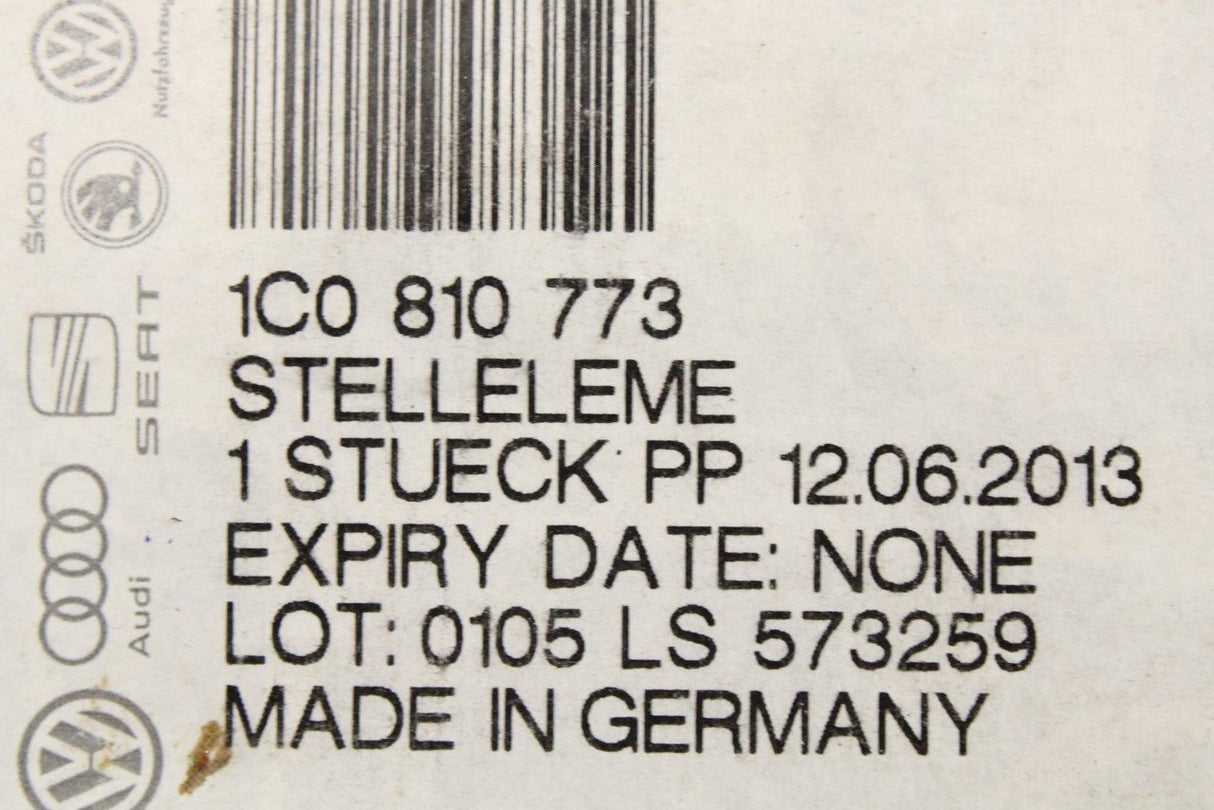 1C0 810 773
STELLELEME
1 STUECK PP 12.06.2013
EXPIRY DATE: NONE
LOT: 0105 LS 573259
MADE IN GERMANY
Nutzfahrzeug
ŠKODA
SEAT
Audi